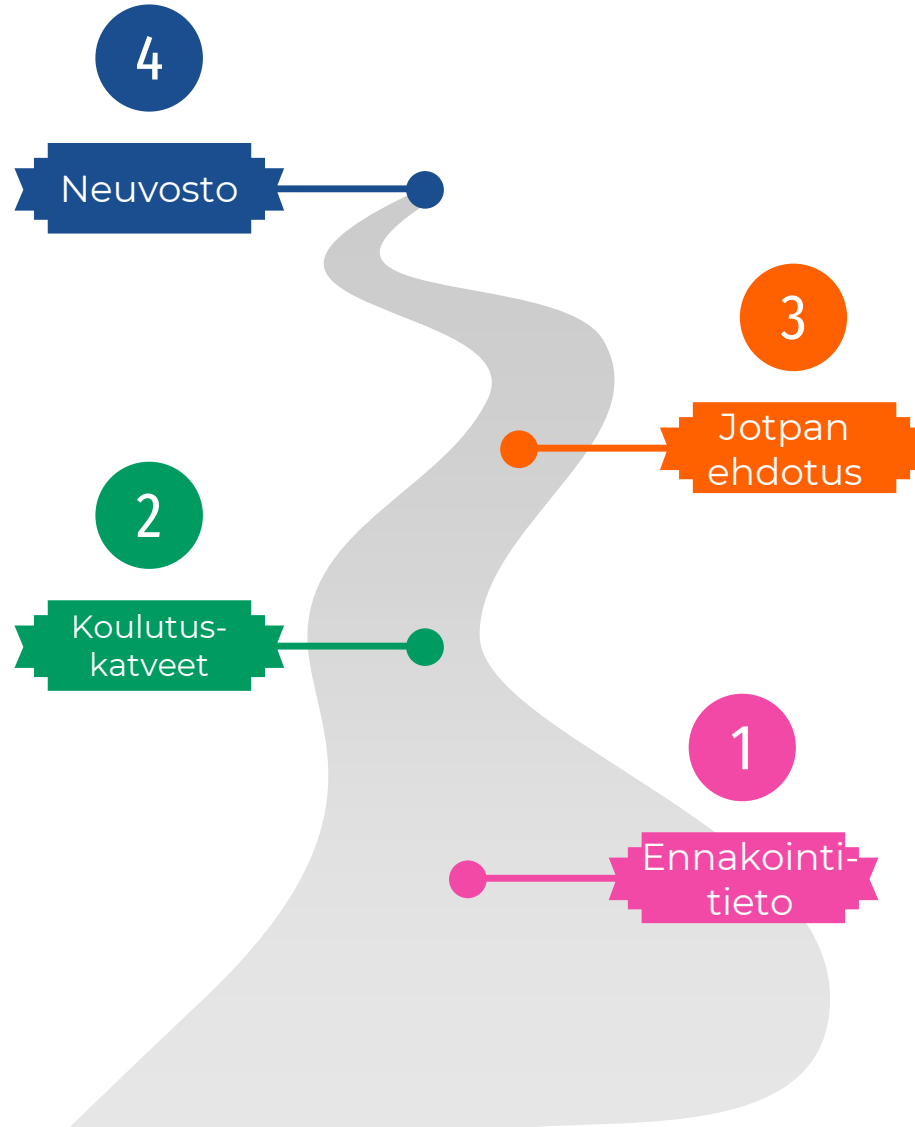 4
Neuvosto
3
Jotpan
ehdotus
2
Koulutus-
katveet
1
Ennakointi-
tieto